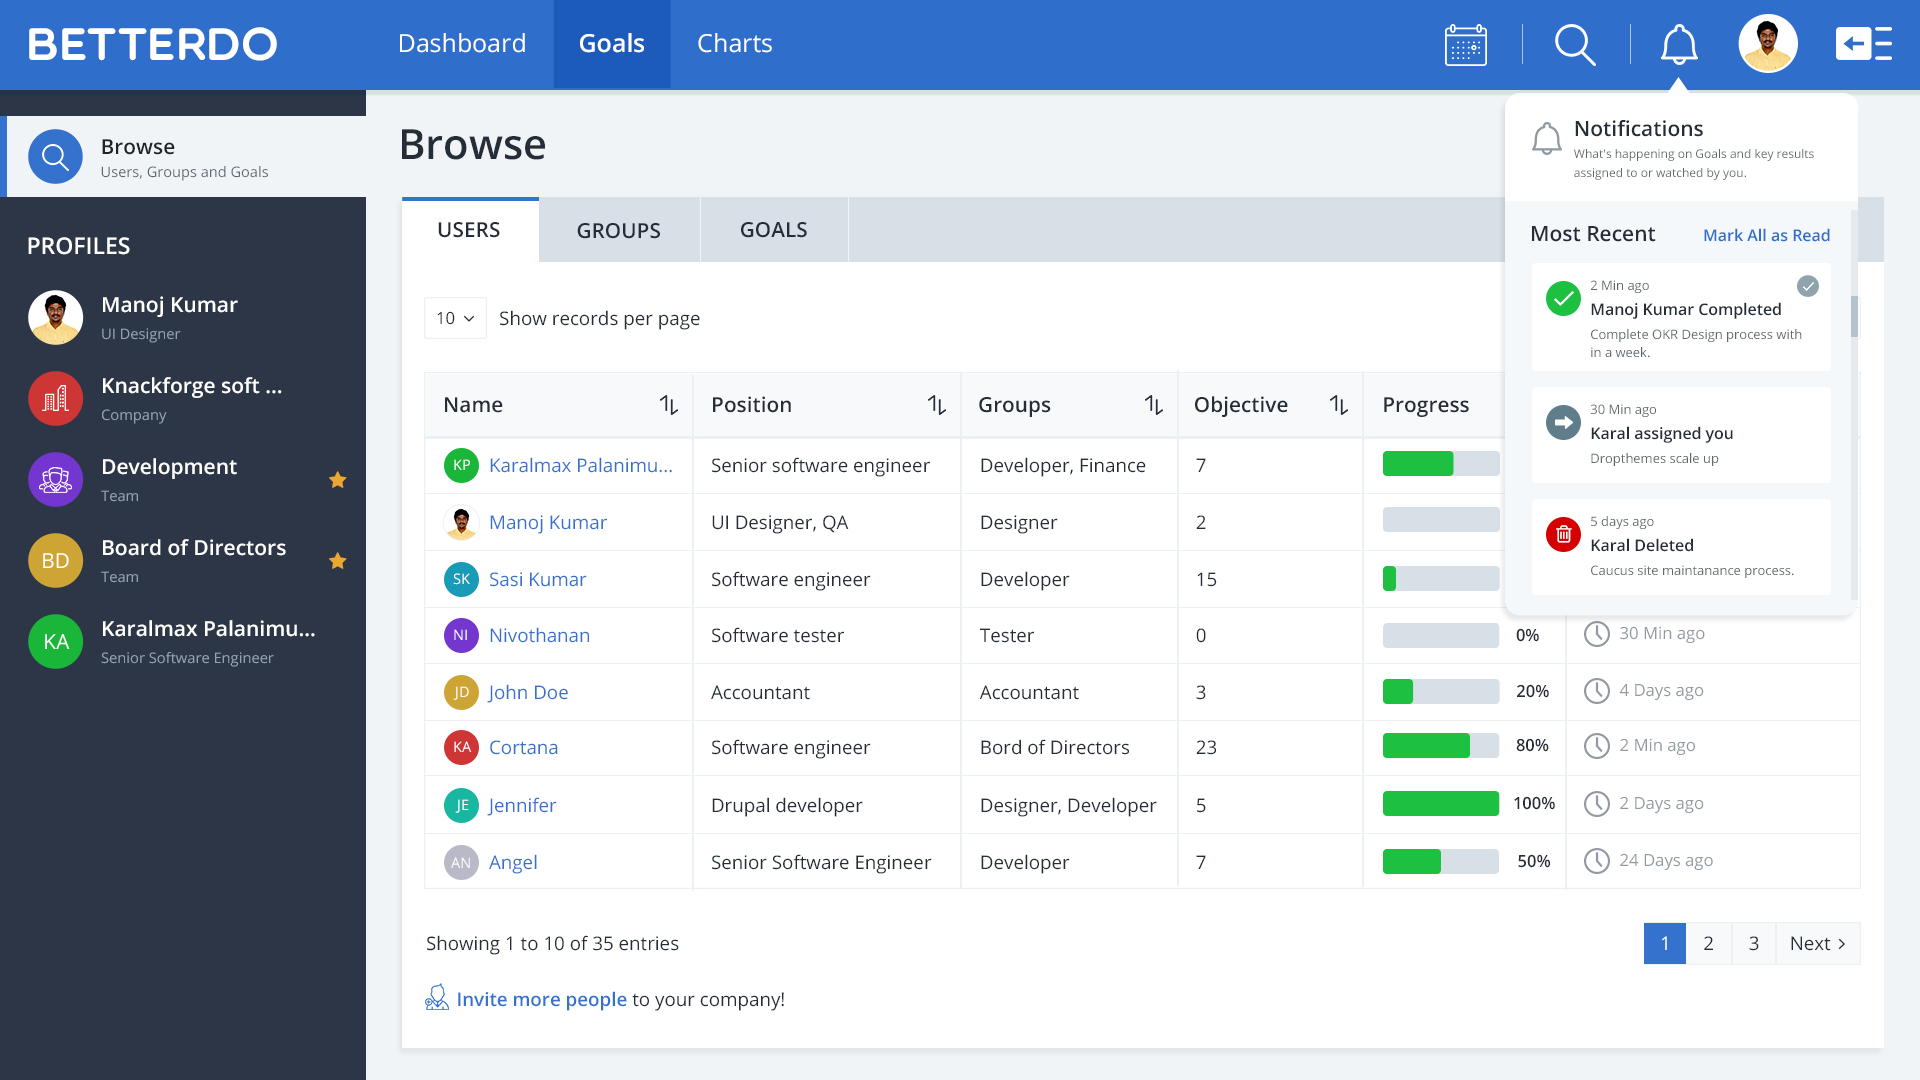 BETTERDO
Dashboard
Goals
Charts
Browse
Users, Groups and Goals
PROFILES
Manoj Kumar
UI Designer
Knackforge soft ...
Company
Development
Team
BD
Board of Directors
Team
KA
Karalmax Palanimu...
Senior Software Engineer
Browse
USERS
GROUPS
GOALS
10
Show records per page
Name
Position
Groups
Objective
Progress
KP Karalmax Palanimu... Senior software engineer Developer, Finance 7
Manoj Kumar UI Designer, QA Designer 2
SK Sasi Kumar Software engineer Developer 15
NI Nivothanan Software tester Tester 0 0% 30 Min ago
JD John Doe Accountant Accountant 3 20% 4 Days ago
KA Cortana Software engineer Bord of Directors 23 80% 2 Min ago
JE Jennifer Drupal developer Designer, Developer 5 100% 2 Days ago
AN Angel Senior Software Engineer Developer 7 50% 24 Days ago
Showing 1 to 10 of 35 entries
1 2 3 Next >
Invite more people to your company!
Notifications
What's happening on Goals and key results
assigned to or watched by you.
Most Recent
Mark All as Read
2 Min ago
Manoj Kumar Completed
Complete OKR Design process with
in a week.
30 Min ago
Karal assigned you
Dropthemes scale up
5 days ago
Karal Deleted
Caucus site maintanance process.